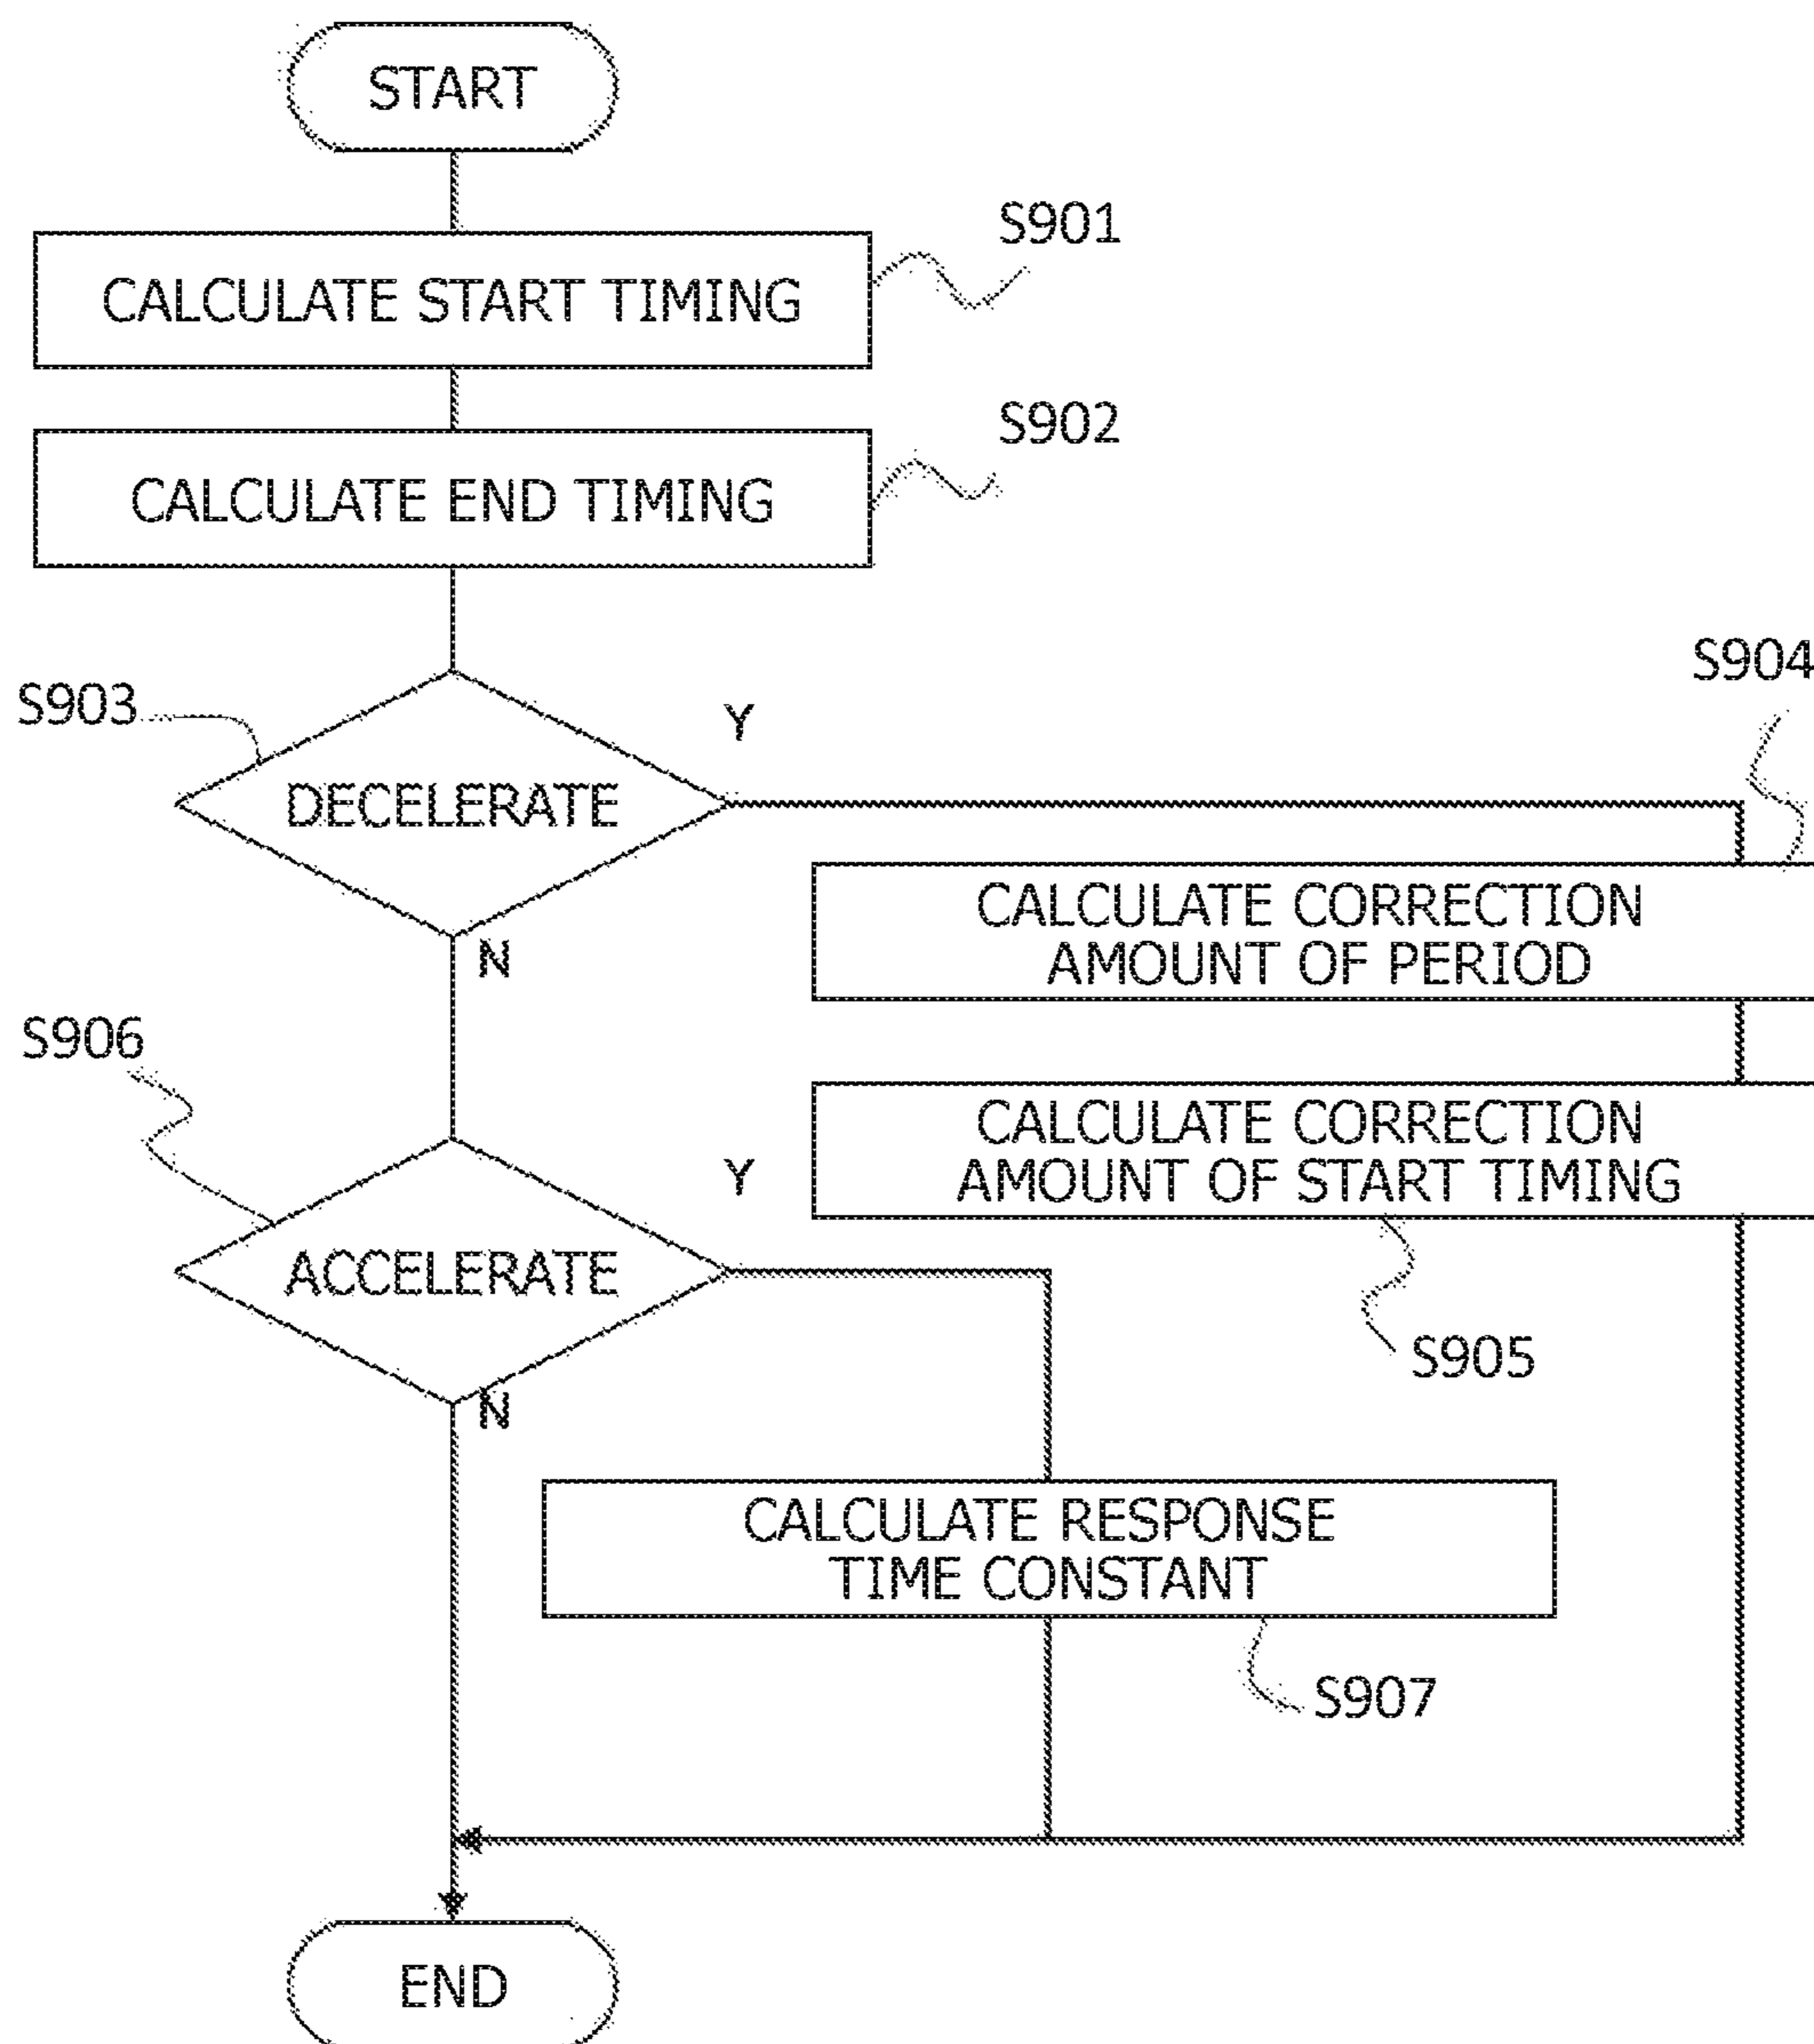 START
S901
CALCULATE START TIMING
S902
CALCULATE END TIMING
S904
S903
Y
DECELERATE
CALCULATE CORRECTION
AMOUNT OF PERIOD
N
S906
CALCULATE CORRECTION
AMOUNT OF START TIMING
Y
ACCELERATE
S905
N
CALCULATE RESPONSE
TIME CONSTANT
S907
END